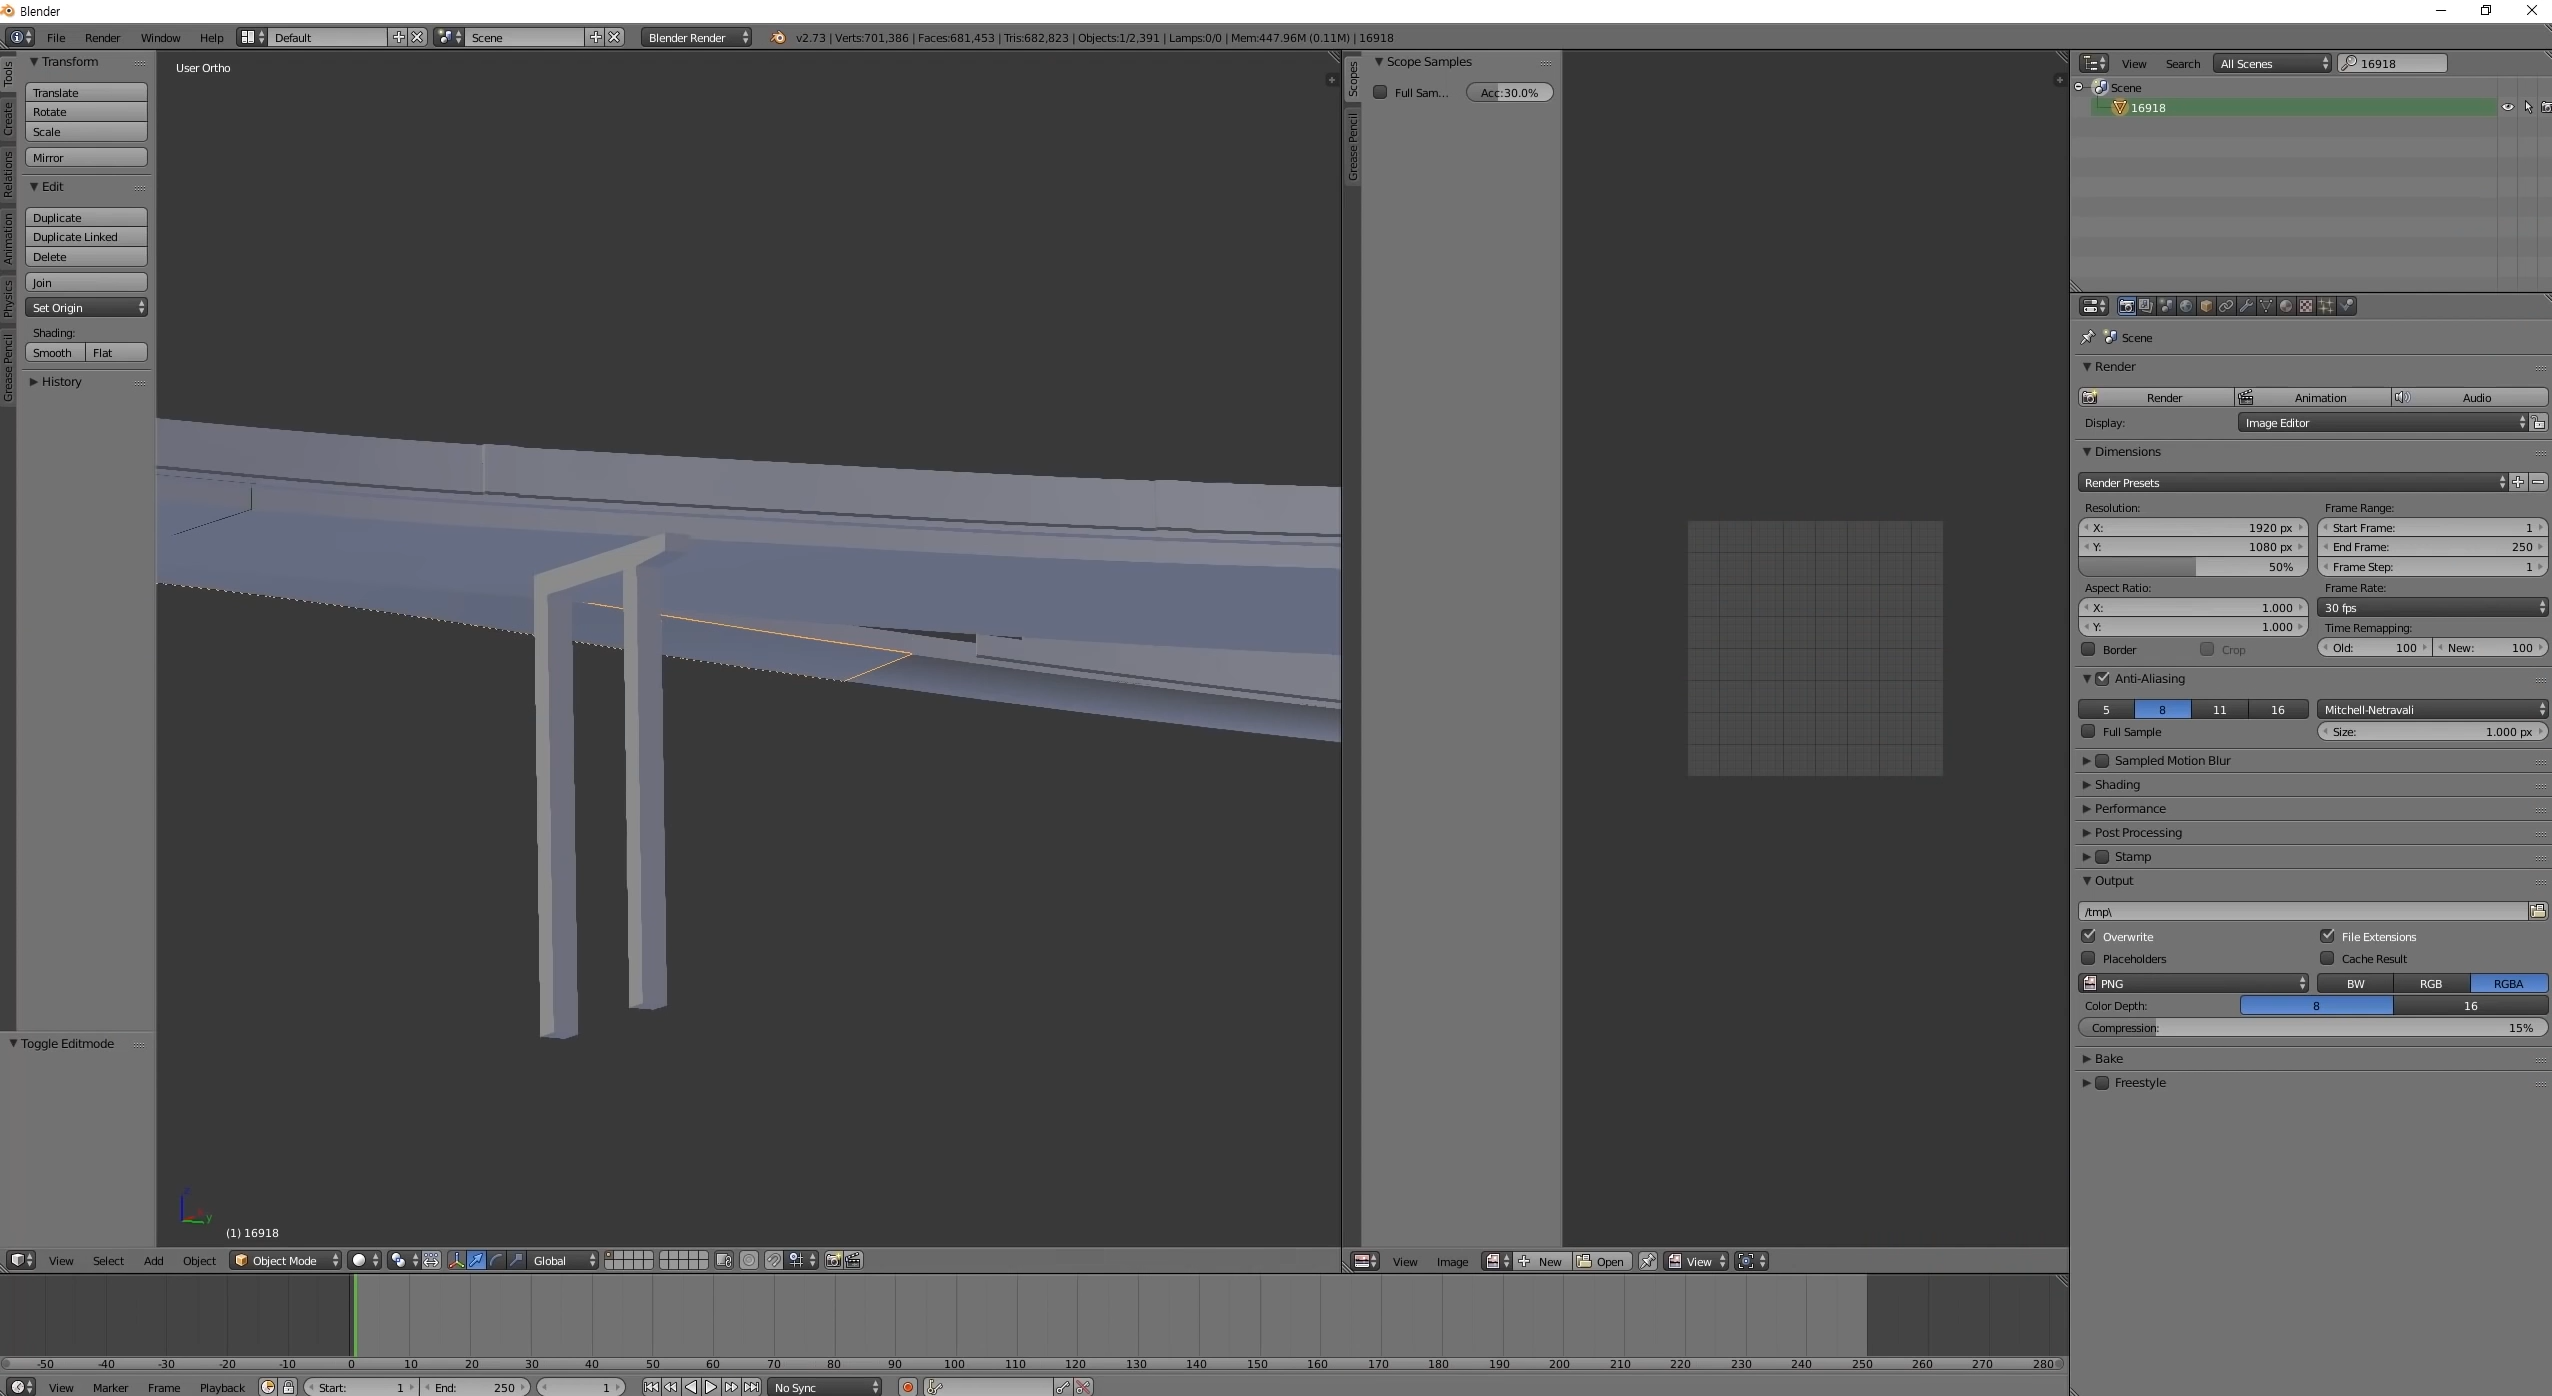 Blender
File Render Window Help Default Scene Blender Render v2.73 | Verts:701,386 | Faces:681,453 | Tris:682,823 | Objects:1/2,391 | Lamps:0/0 | Mem:447.96M (0.11M) | 16918
Tools
Create
Relations
Animation
Physics
Grease Pencil
Transform
Translate
Rotate
Scale
Mirror
Edit
Duplicate
Duplicate Linked
Delete
Join
Set Origin
Shading:
Smooth Flat
History
Toggle Editmode
User Ortho
y
(1) 16918
View Select Add Object Object Mode Global
Scopes
Grease Pencil
Scope Samples
Full Sam... Acc:30.0%
View Image New Open View
View Search All Scenes 16918
Scene
16918
Scene
Render
Render Animation Audio
Display: Image Editor
Dimensions
Render Presets
Resolution: Frame Range:
X: 1920 px Start Frame: 1
Y: 1080 px End Frame: 250
50% Frame Step: 1
Aspect Ratio: Frame Rate:
X: 1.000 30 fps
Y: 1.000 Time Remapping:
Border Crop Old: 100 New: 100
Anti-Aliasing
5 8 11 16 Mitchell-Netravali
Full Sample Size: 1.000 px
Sampled Motion Blur
Shading
Performance
Post Processing
Stamp
Output
/tmp\
Overwrite File Extensions
Placeholders Cache Result
PNG BW RGB RGBA
Color Depth: 8 16
Compression: 15%
Bake
Freestyle
-50 -40 -30 -20 -10 0 10 20 30 40 50 60 70 80 90 100 110 120 130 140 150 160 170 180 190 200 210 220 230 240 250 260 270 280
View Marker Frame Playback Start: 1 End: 250 1 No Sync